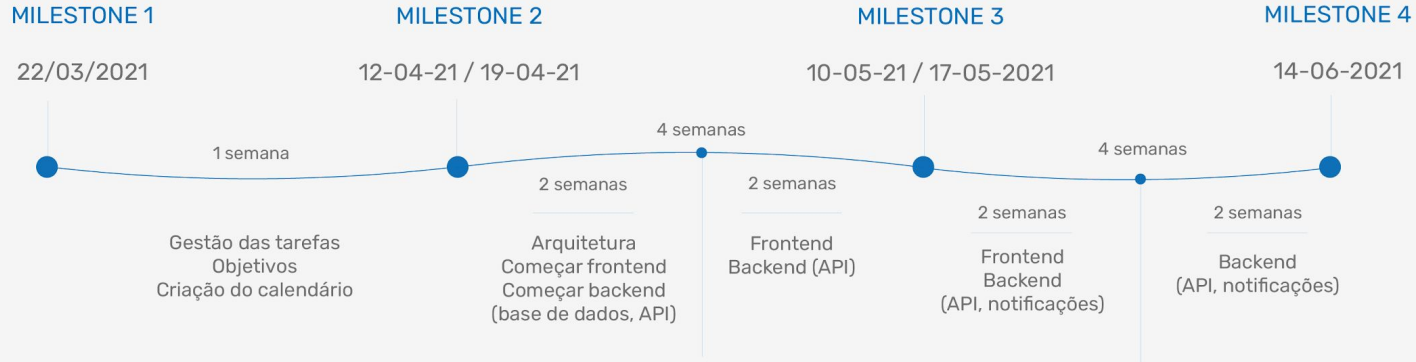 MILESTONE 1
MILESTONE 2
MILESTONE 3
MILESTONE 4
22/03/2021
12-04-21 / 19-04-21
10-05-21 / 17-05-2021
14-06-2021
1 semana
4 semanas
4 semanas
2 semanas
2 semanas
2 semanas
2 semanas
Gestão das tarefas
Objetivos
Criação do calendário
Arquitetura
Começar frontend
Começar backend
(base de dados, API)
Frontend
Backend (API)
Frontend
Backend
(API, notificações)
Backend
(API, notificações)